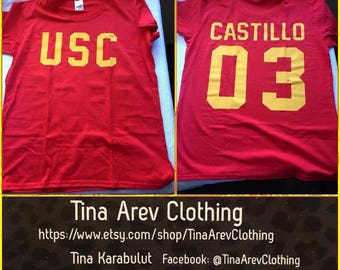 USC
CASTILLO
03
Tina Arev Clothing
https://www.etsy.com/shop/TinaArevClothing
Tina Karabulut Facebook: @TinaArevClothing